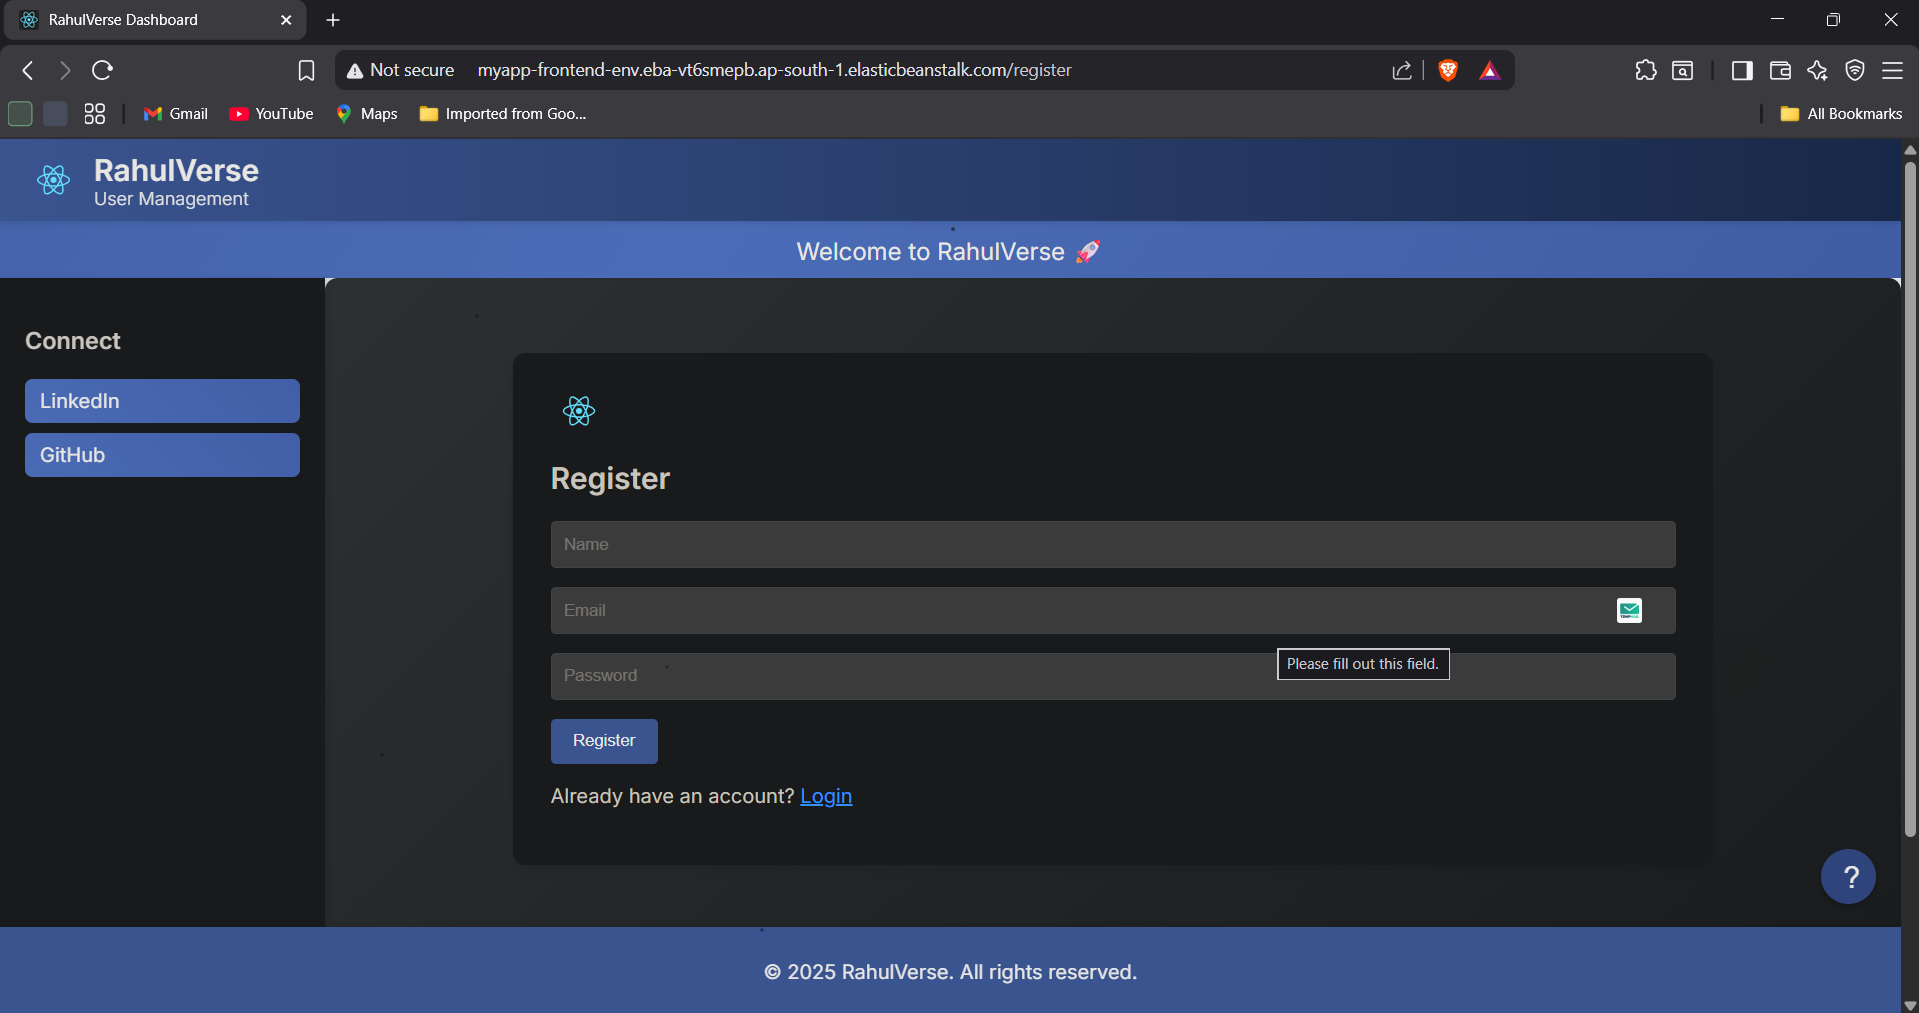 RahulVerse Dashboard
Not secure myapp-frontend-env.eba-vt6smepb.ap-south-1.elasticbeanstalk.com/register
Gmail YouTube Maps Imported from Goo... All Bookmarks
RahulVerse
User Management
Welcome to RahulVerse 🚀
Connect
LinkedIn
GitHub
Register
Name
Email
Please fill out this field.
Password
Register
Already have an account? Login
?
© 2025 RahulVerse. All rights reserved.